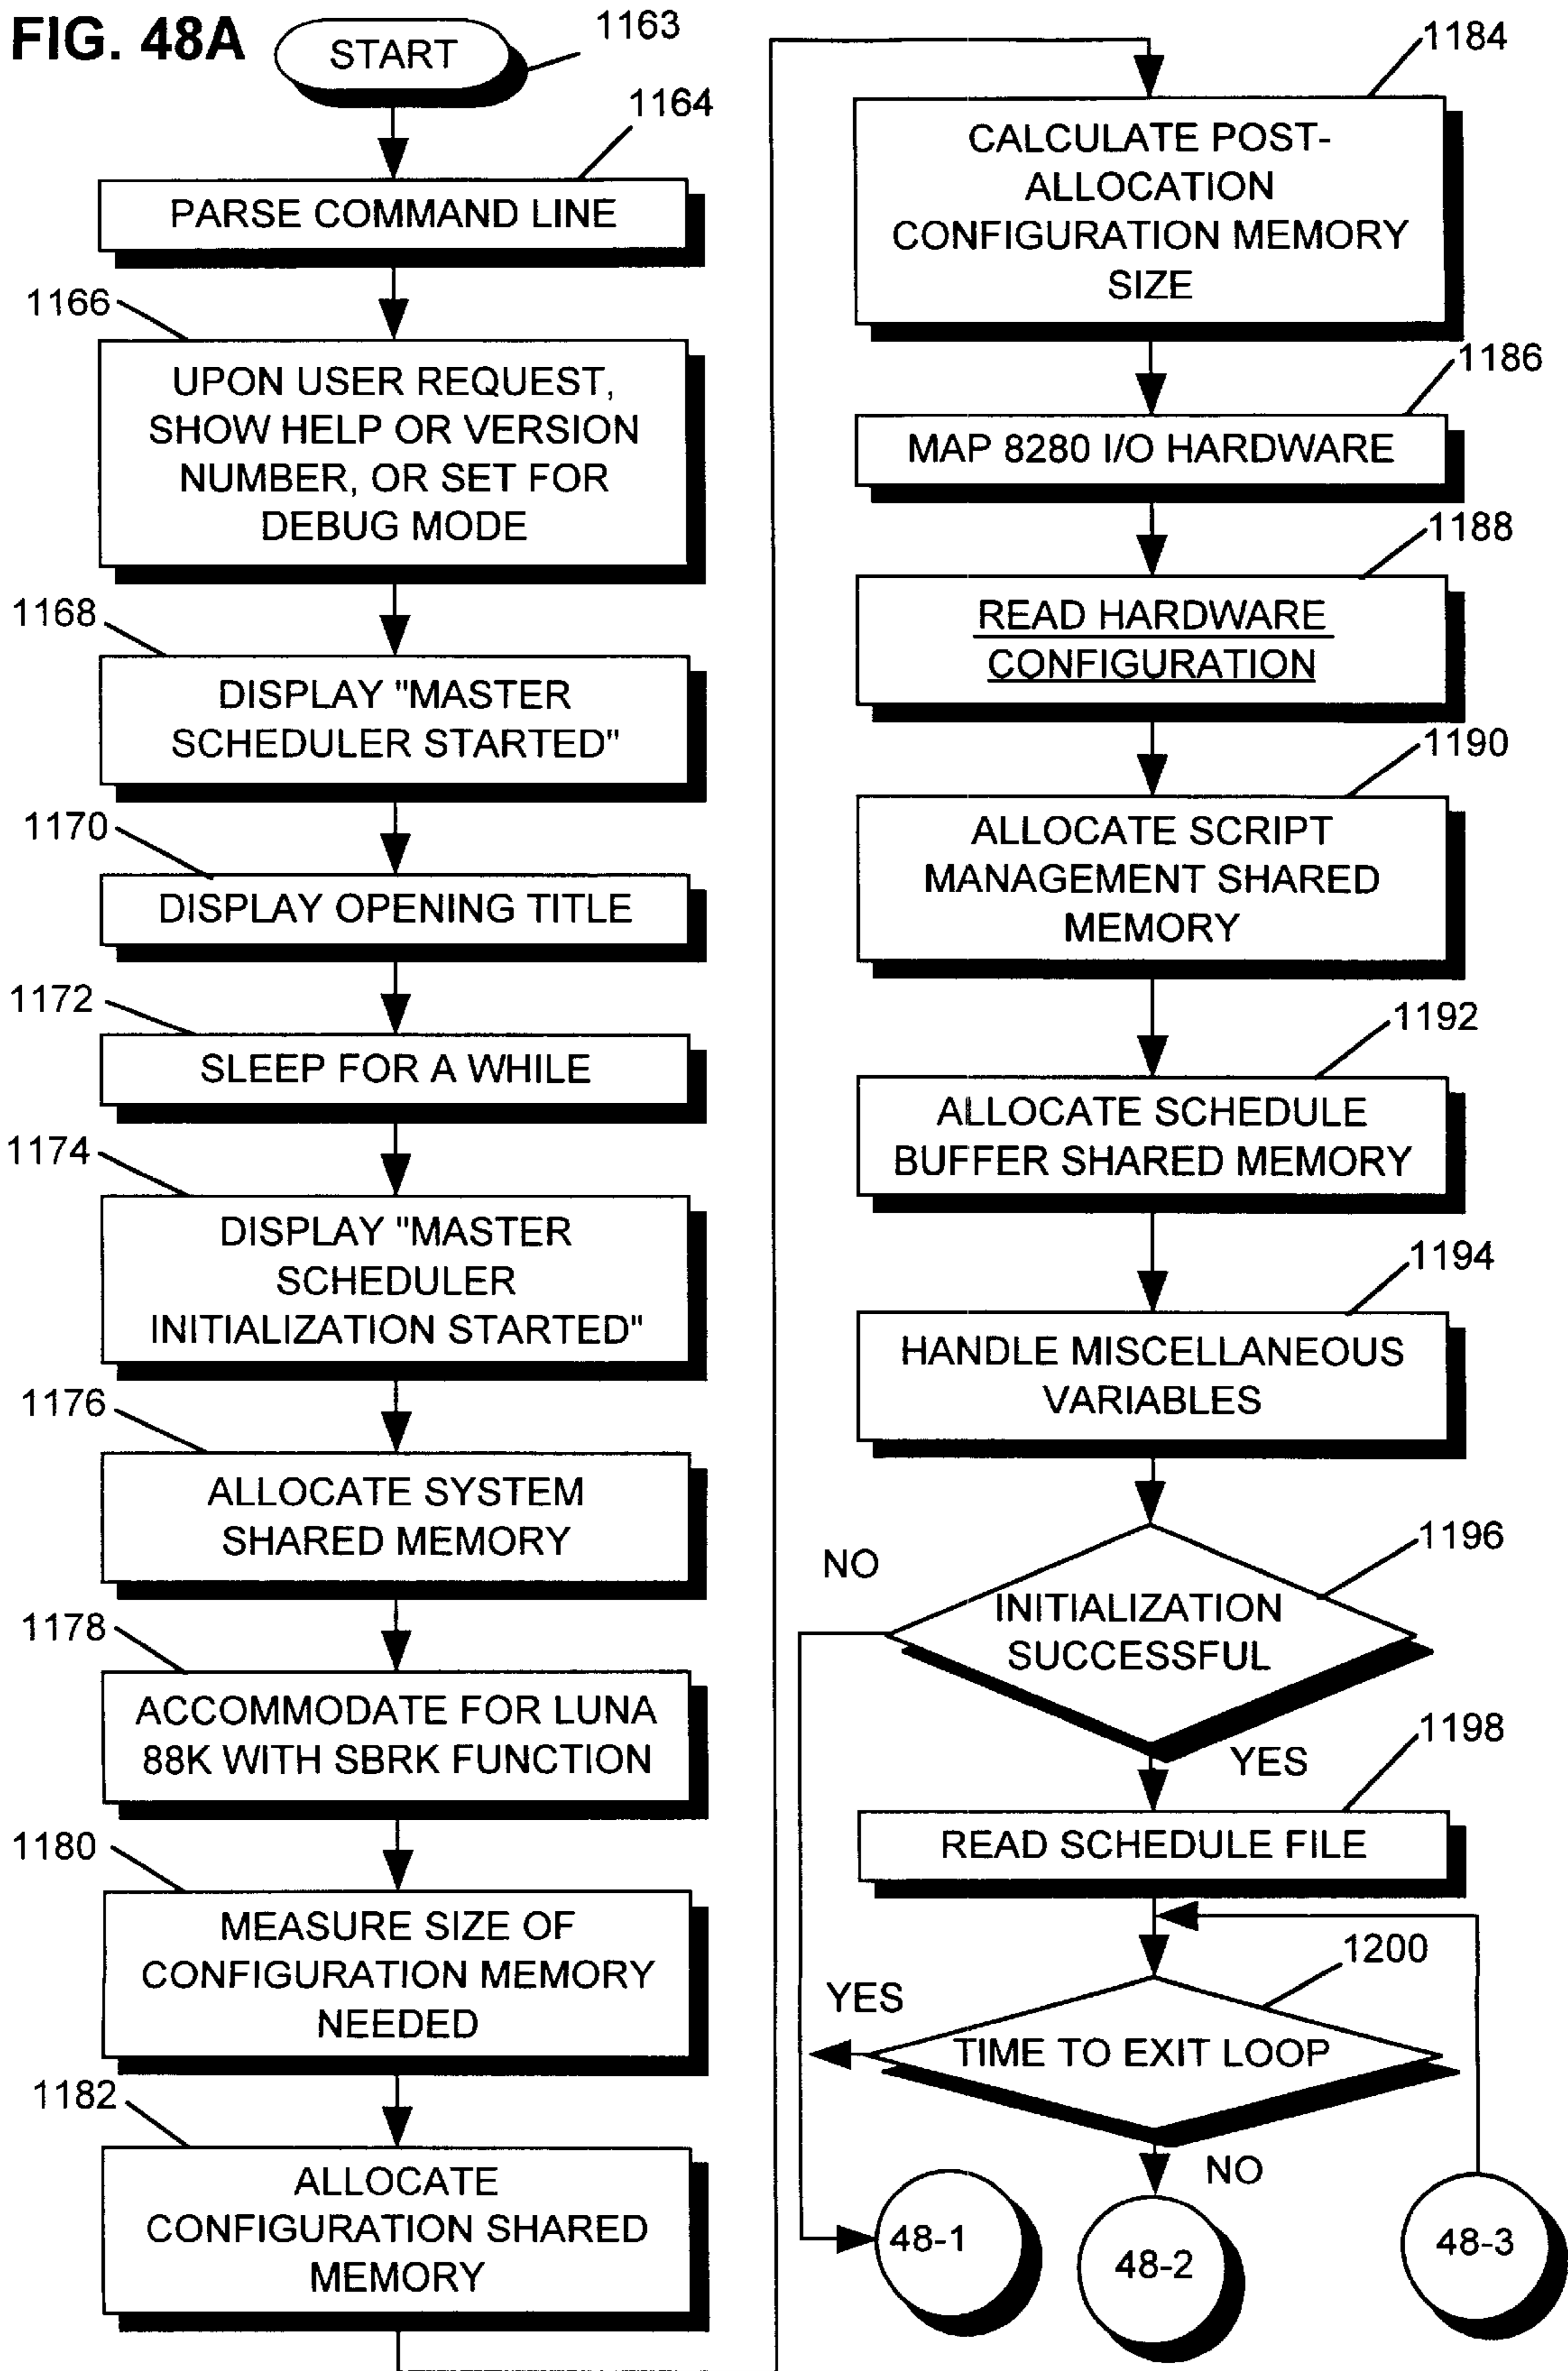 FIG. 48A
START
1163
1164
PARSE COMMAND LINE
1166
UPON USER REQUEST,
SHOW HELP OR VERSION
NUMBER, OR SET FOR
DEBUG MODE
1168
DISPLAY "MASTER
SCHEDULER STARTED"
1170
DISPLAY OPENING TITLE
1172
SLEEP FOR A WHILE
1174
DISPLAY "MASTER
SCHEDULER
INITIALIZATION STARTED"
1176
ALLOCATE SYSTEM
SHARED MEMORY
1178
ACCOMMODATE FOR LUNA
88K WITH SBRK FUNCTION
1180
MEASURE SIZE OF
CONFIGURATION MEMORY
NEEDED
1182
ALLOCATE
CONFIGURATION SHARED
MEMORY
1184
CALCULATE POST-
ALLOCATION
CONFIGURATION MEMORY
SIZE
1186
MAP 8280 I/O HARDWARE
1188
READ HARDWARE
CONFIGURATION
1190
ALLOCATE SCRIPT
MANAGEMENT SHARED
MEMORY
1192
ALLOCATE SCHEDULE
BUFFER SHARED MEMORY
1194
HANDLE MISCELLANEOUS
VARIABLES
1196
NO
INITIALIZATION
SUCCESSFUL
YES
1198
READ SCHEDULE FILE
1200
YES
TIME TO EXIT LOOP
NO
48-1
48-2
48-3